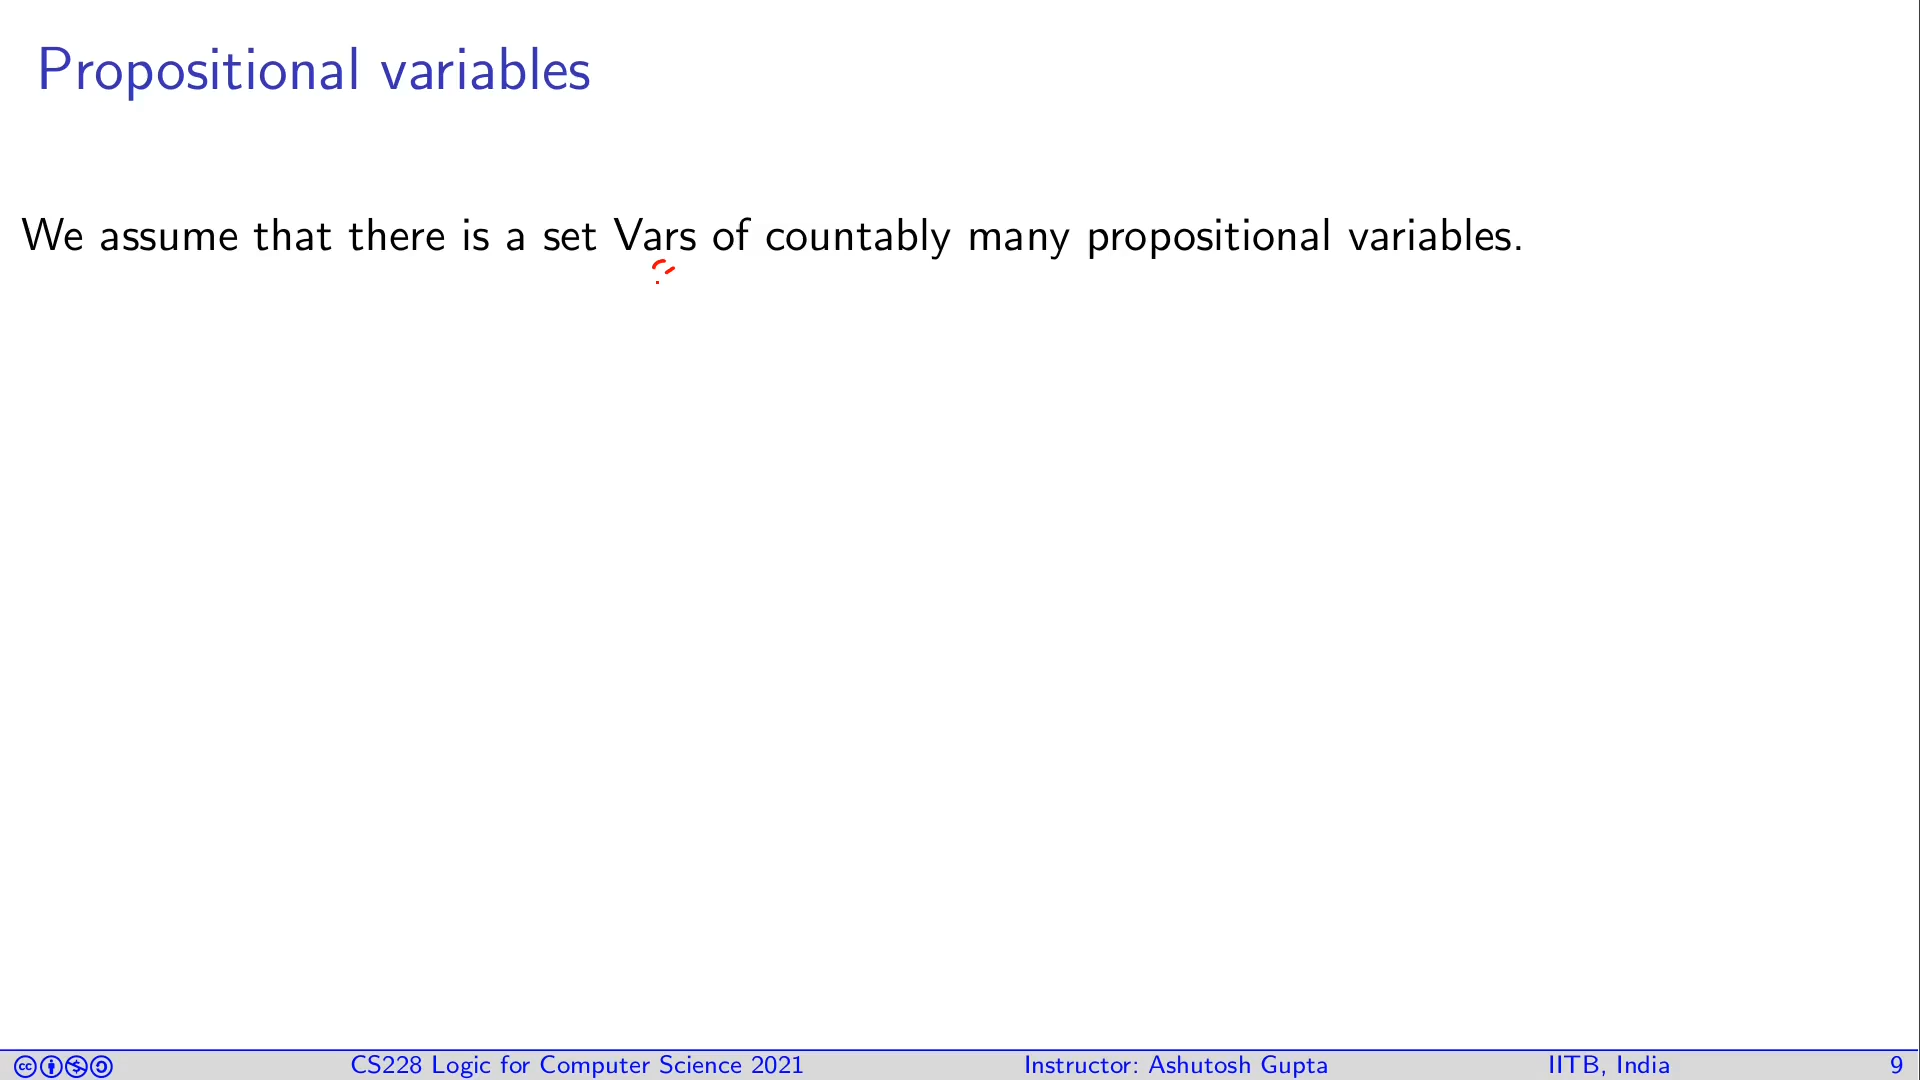 Propositional variables
We assume that there is a set Vars of countably many propositional variables.
CS228 Logic for Computer Science 2021 Instructor: Ashutosh Gupta IITB, India 9